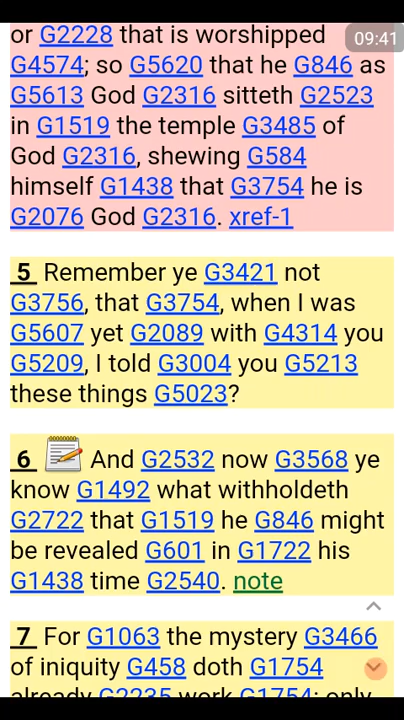 or G2228 that is worshipped
09:41
G4574; so G5620 that he G846 as
G5613 God G2316 sitteth G2523
in G1519 the temple G3485 of
God G2316, shewing G584
himself G1438 that G3754 he is
G2076 God G2316. xref-1
5 Remember ye G3421 not
G3756, that G3754, when I was
G5607 yet G2089 with G4314 you
G5209, I told G3004 you G5213
these things G5023?
6 And G2532 now G3568 ye
know G1492 what withholdeth
G2722 that G1519 he G846 might
be revealed G601 in G1722 his
G1438 time G2540. note
7 For G1063 the mystery G3466
of iniquity G458 doth G1754
already G2235 work G1754: only